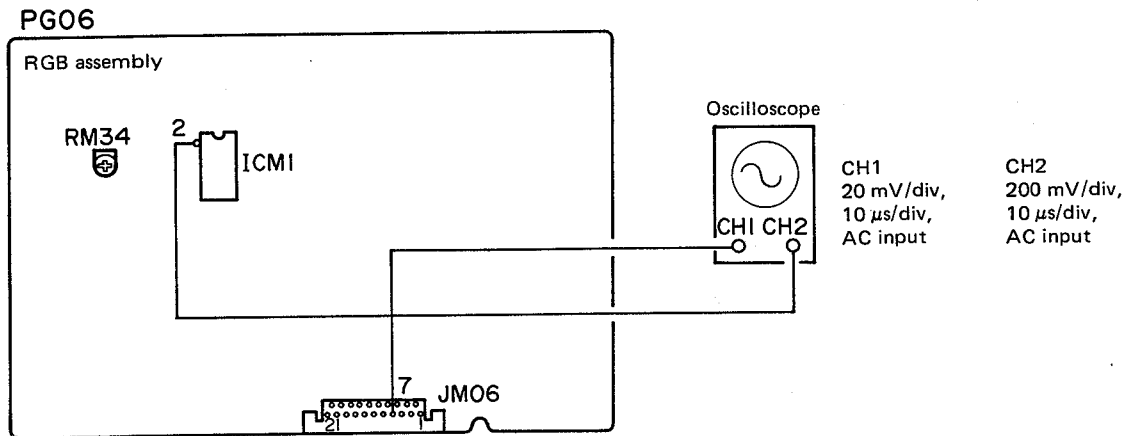 PG06
RGB assembly
RM34
2
ICM1
Oscilloscope
CH1 CH2
CH1
20 mV/div,
10 μs/div,
AC input
CH2
200 mV/div,
10 μs/div,
AC input
7
JM06
21
1